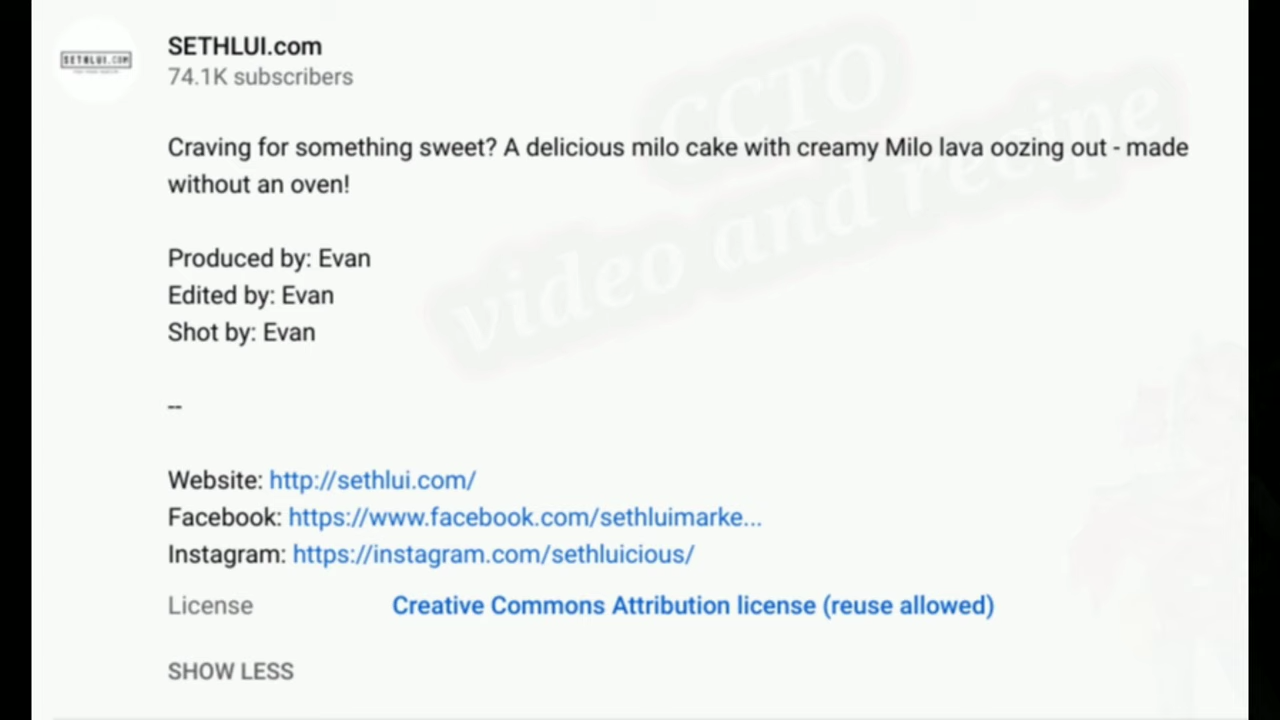 SETHLUI.COM
SETHLUI.com
74.1K subscribers
CCTO
video and recipe
Craving for something sweet? A delicious milo cake with creamy Milo lava oozing out - made
without an oven!
Produced by: Evan
Edited by: Evan
Shot by: Evan
--
Website: http://sethlui.com/
Facebook: https://www.facebook.com/sethluimarke...
Instagram: https://instagram.com/sethluicious/
License Creative Commons Attribution license (reuse allowed)
SHOW LESS